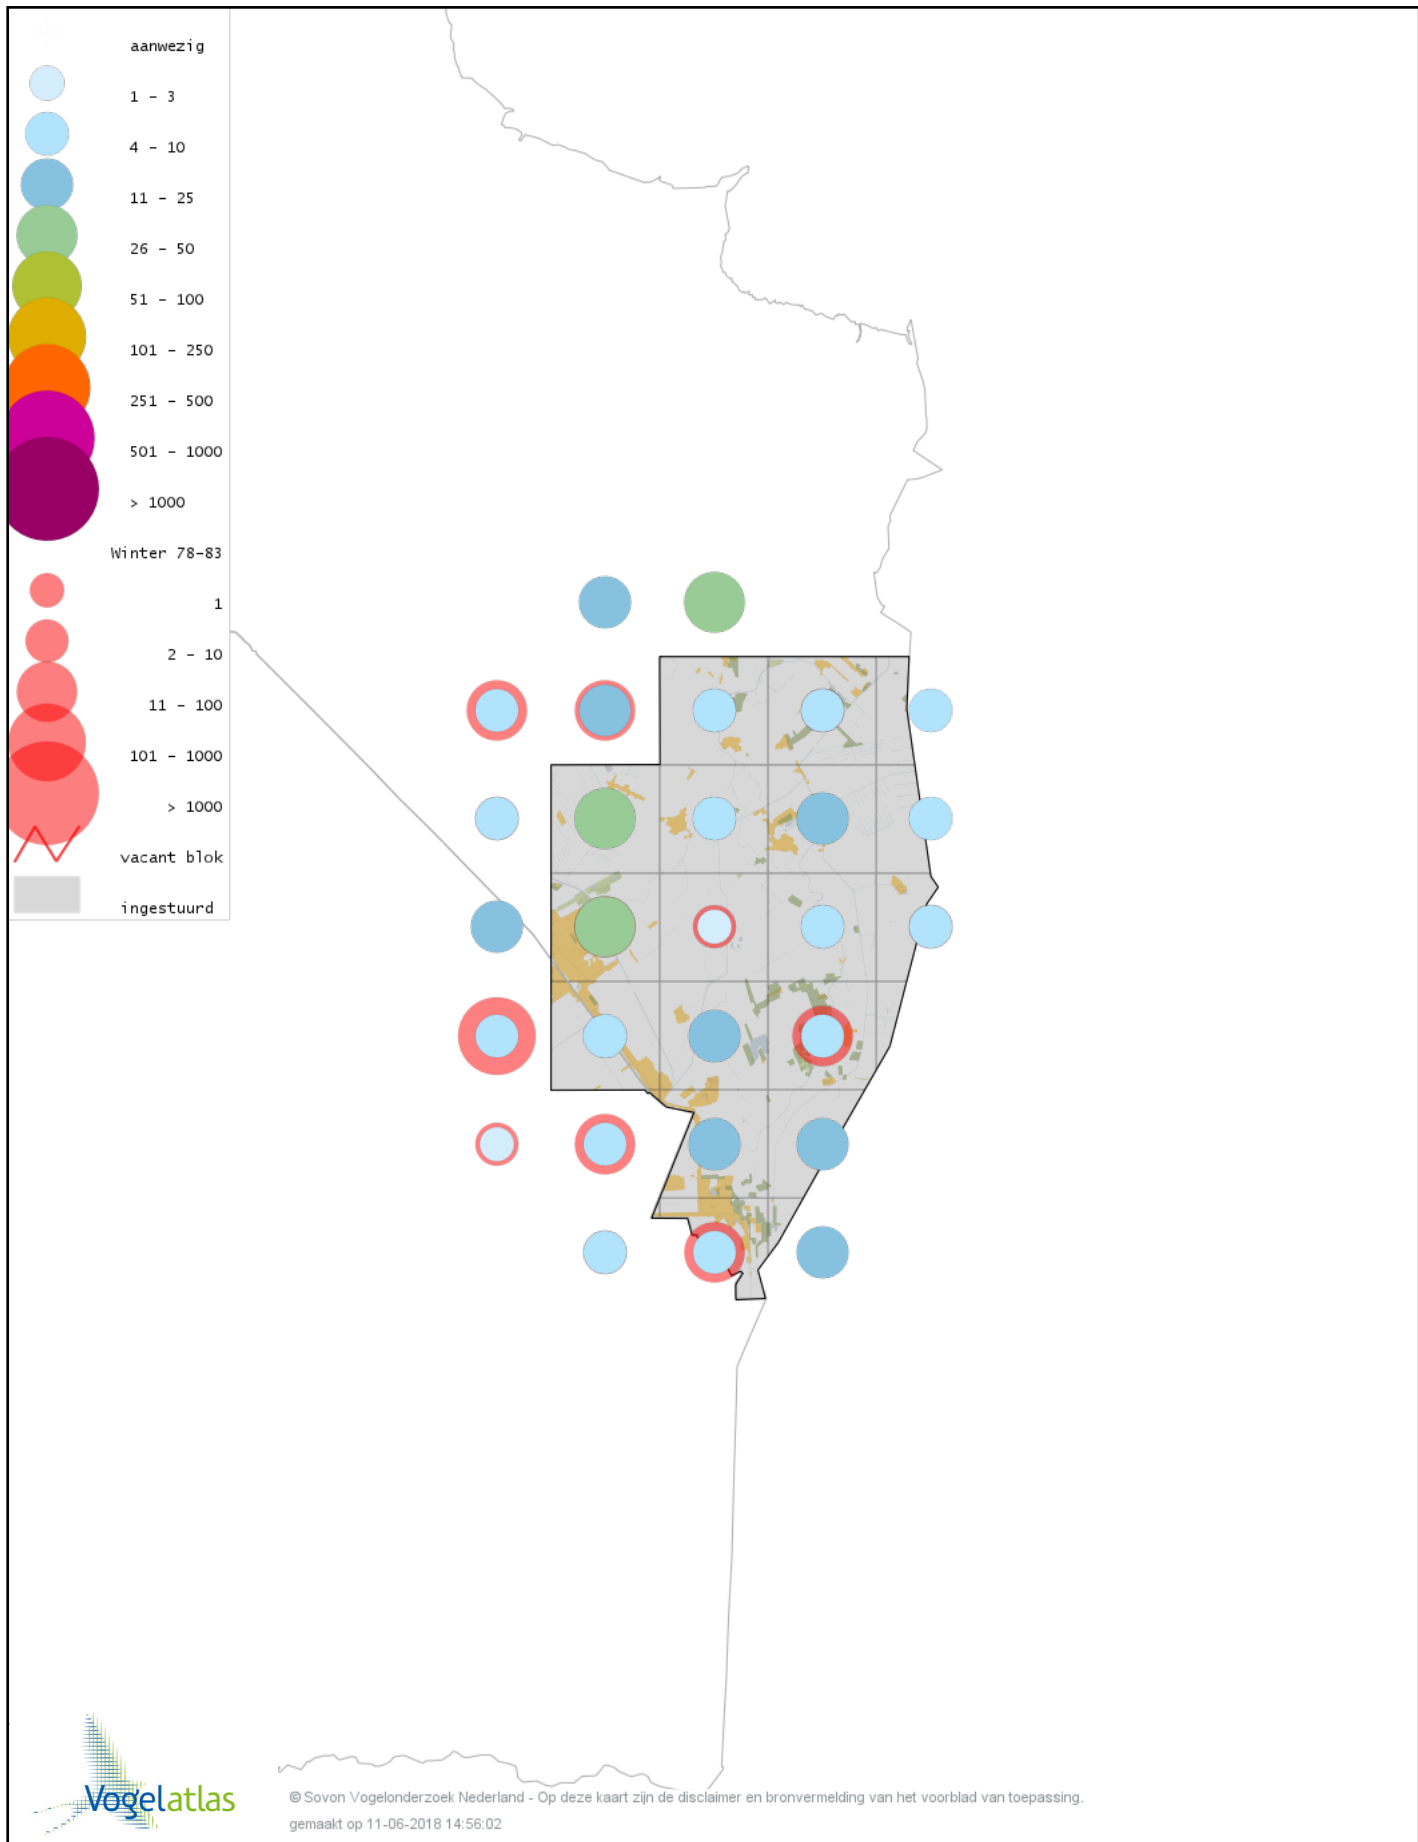 aanwezig
1 - 3
4 - 10
11 - 25
26 - 50
51 - 100
101 - 250
251 - 500
501 - 1000
> 1000
Winter 78-83
1
2 - 10
11 - 100
101 - 1000
> 1000
vacant blok
ingestuurd
Vogelatlas
© Sovon Vogelonderzoek Nederland - Op deze kaart zijn de disclaimer en bronvermelding van het voorblad van toepassing.
gemaakt op 11-06-2018 14:56:02